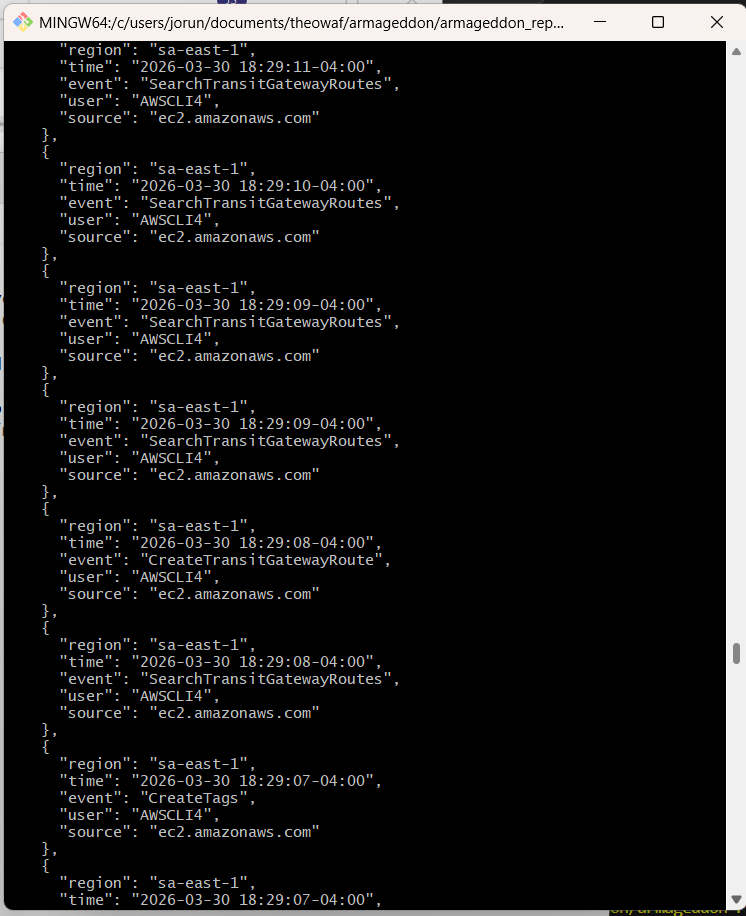 MINGW64:/c/users/jorun/documents/theowaf/armageddon/armageddon_rep...
"region": "sa-east-1",
"time": "2026-03-30 18:29:11-04:00",
"event": "SearchTransitGatewayRoutes",
"user": "AWSCLI4",
"source": "ec2.amazonaws.com"
},
{
"region": "sa-east-1",
"time": "2026-03-30 18:29:10-04:00",
"event": "SearchTransitGatewayRoutes",
"user": "AWSCLI4",
"source": "ec2.amazonaws.com"
},
{
"region": "sa-east-1",
"time": "2026-03-30 18:29:09-04:00",
"event": "SearchTransitGatewayRoutes",
"user": "AWSCLI4",
"source": "ec2.amazonaws.com"
},
{
"region": "sa-east-1",
"time": "2026-03-30 18:29:09-04:00",
"event": "SearchTransitGatewayRoutes",
"user": "AWSCLI4",
"source": "ec2.amazonaws.com"
},
{
"region": "sa-east-1",
"time": "2026-03-30 18:29:08-04:00",
"event": "CreateTransitGatewayRoute",
"user": "AWSCLI4",
"source": "ec2.amazonaws.com"
},
{
"region": "sa-east-1",
"time": "2026-03-30 18:29:08-04:00",
"event": "SearchTransitGatewayRoutes",
"user": "AWSCLI4",
"source": "ec2.amazonaws.com"
},
{
"region": "sa-east-1",
"time": "2026-03-30 18:29:07-04:00",
"event": "CreateTags",
"user": "AWSCLI4",
"source": "ec2.amazonaws.com"
},
{
"region": "sa-east-1",
"time": "2026-03-30 18:29:07-04:00",